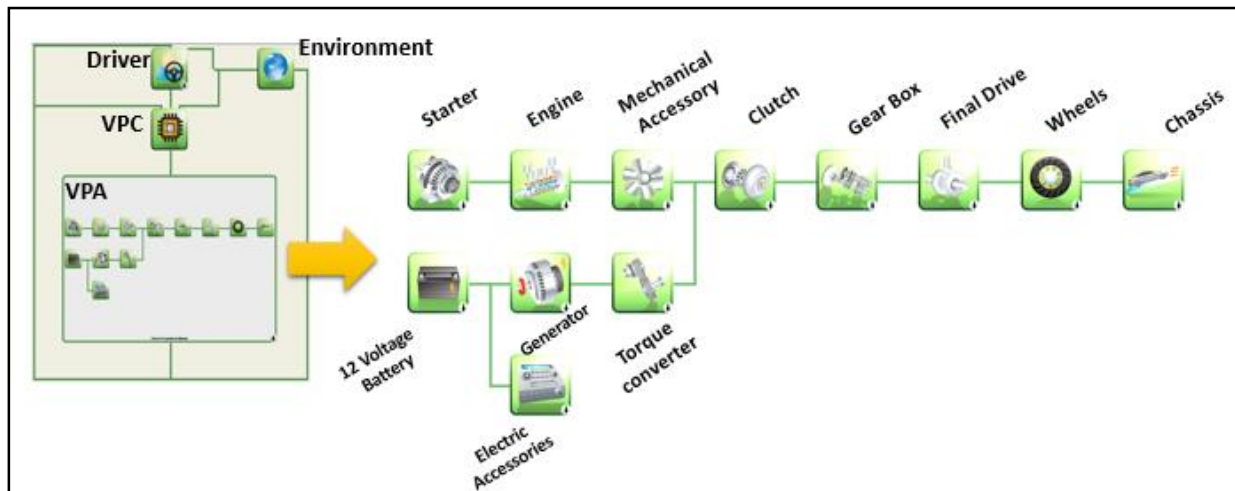 Driver
Environment
VPC
VPA
Starter
Engine
Mechanical
Accessory
Clutch
Gear Box
Final Drive
Wheels
Chassis
12 Voltage
Battery
Generator
Torque
converter
Electric
Accessories